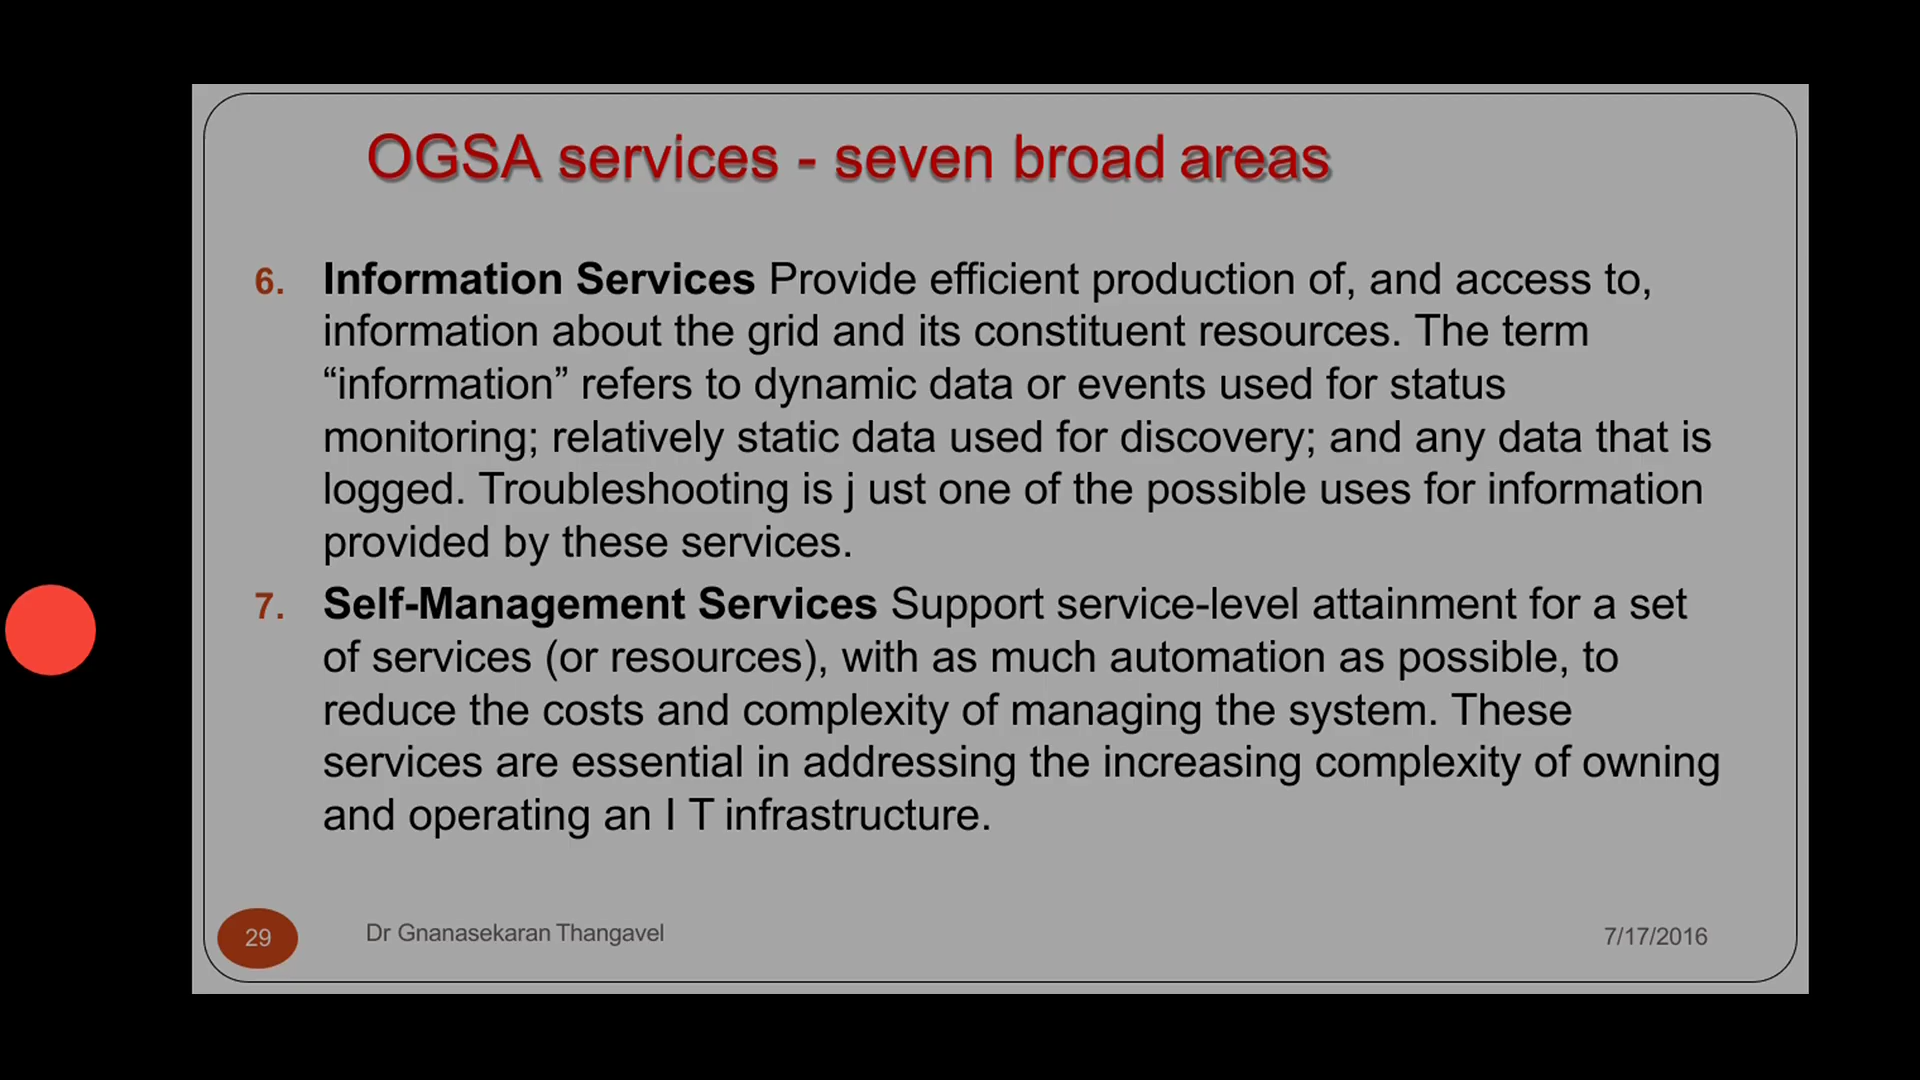 OGSA services - seven broad areas
6. Information Services Provide efficient production of, and access to,
information about the grid and its constituent resources. The term
“information” refers to dynamic data or events used for status
monitoring; relatively static data used for discovery; and any data that is
logged. Troubleshooting is j ust one of the possible uses for information
provided by these services.
7. Self-Management Services Support service-level attainment for a set
of services (or resources), with as much automation as possible, to
reduce the costs and complexity of managing the system. These
services are essential in addressing the increasing complexity of owning
and operating an I T infrastructure.
29 Dr Gnanasekaran Thangavel 7/17/2016